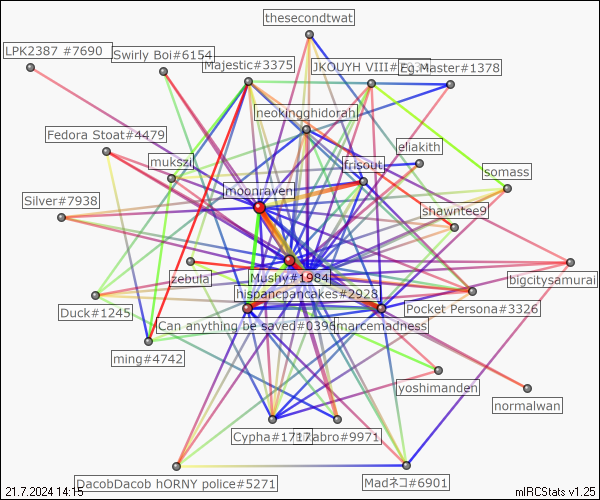 thesecondtwat
LPK2387 #7690
Swirly Boi#6154
Majestic#3375
JKOUYH VIII#7
Eg.Master#1378
neokingghidorah
Fedora Stoat#4479
mukszi
eliakith
frisout
somass
moonraven
Silver#7938
shawntee9
zebula
Mushy#1984
bigcitysamurai
hispancpancakes#2928
Duck#1245
Pocket Persona#3326
Can anything be saved#0396
marcemadness
ming#4742
yoshimanden
normalwan
Cypha#1717
abro#9971
DacobDacob hORNY police#5271
Madネコ#6901
21.7.2024 14:15
mIRCStats v1.25